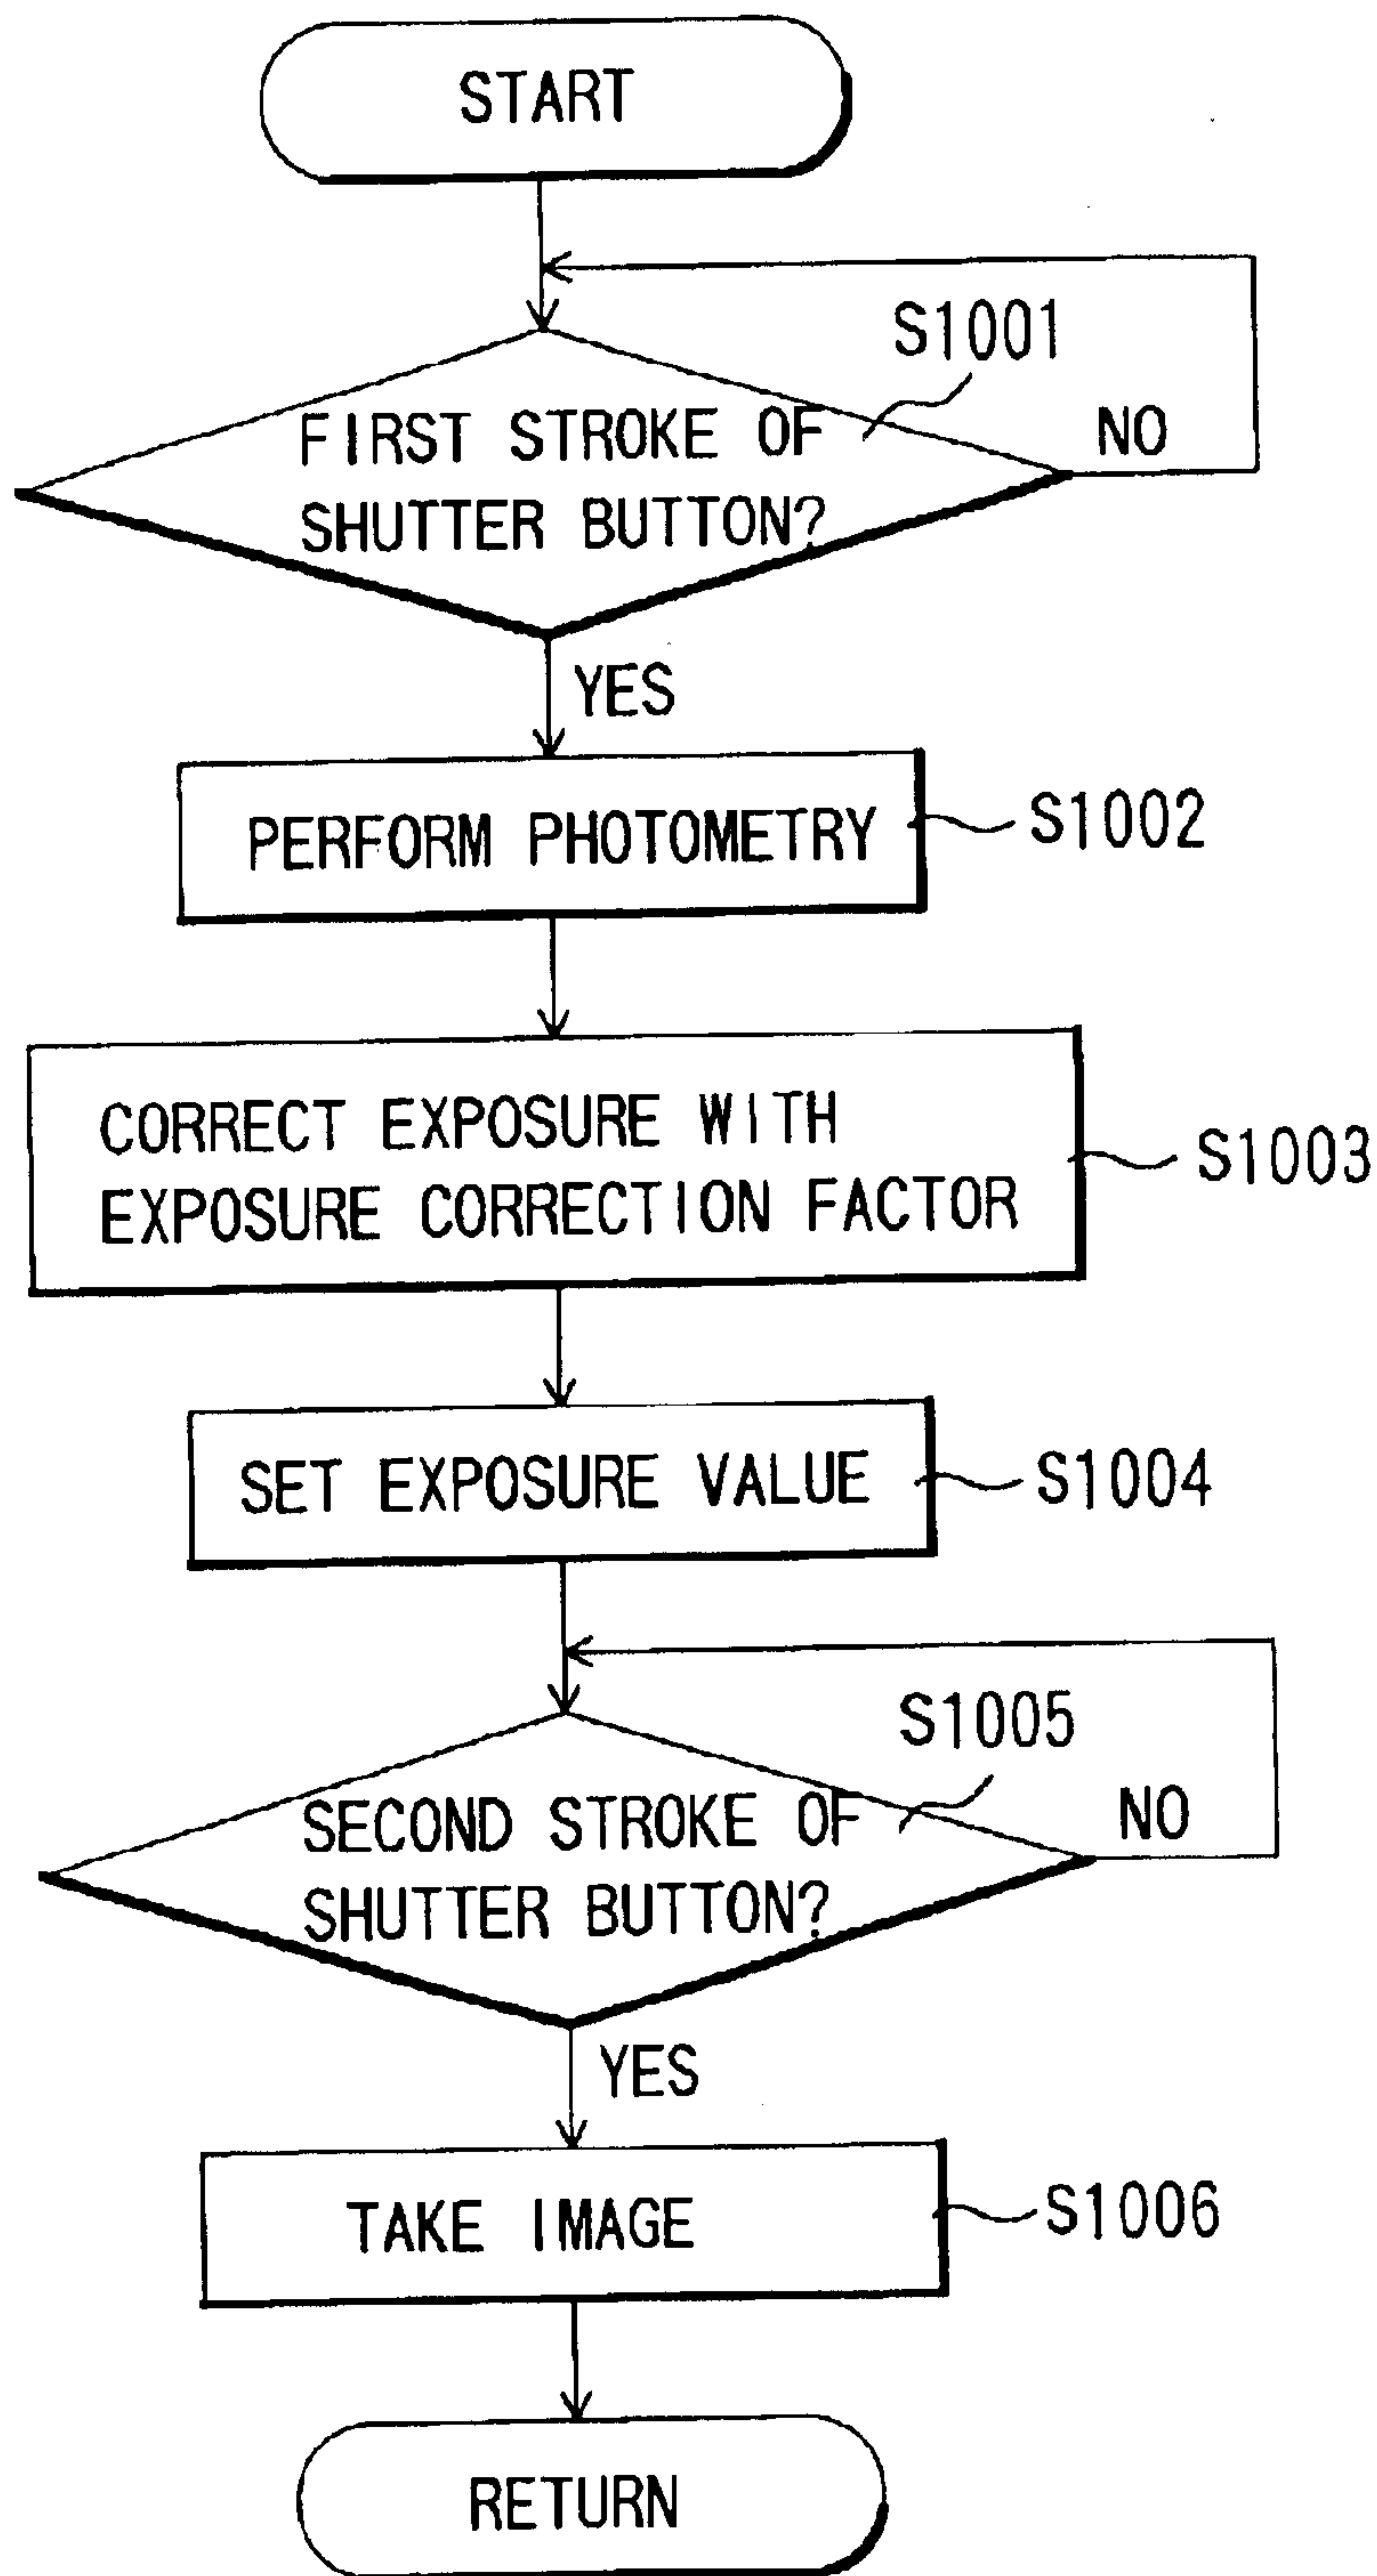 START
S1001
FIRST STROKE OF
SHUTTER BUTTON?
NO
YES
PERFORM PHOTOMETRY
S1002
CORRECT EXPOSURE WITH
EXPOSURE CORRECTION FACTOR
S1003
SET EXPOSURE VALUE
S1004
S1005
SECOND STROKE OF
SHUTTER BUTTON?
NO
YES
TAKE IMAGE
S1006
RETURN